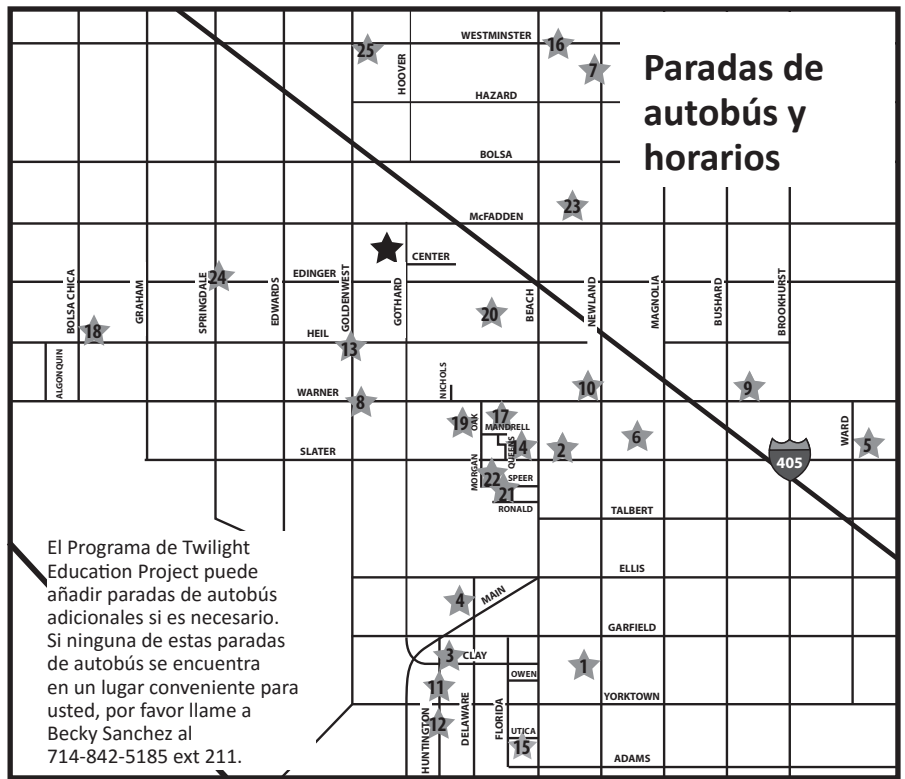 Paradas de
autobús y
horarios
WESTMINSTER
16
25
HOOVER
7
HAZARD
BOLSA
23
McFADDEN
CENTER
BOLSA CHICA
GRAHAM
SPRINGDALE
24
EDWARDS
EDINGER
GOLDENWEST
GOTHARD
BEACH
NEWLAND
MAGNOLIA
BUSHARD
BROOKHURST
18
20
HEIL
13
ALGONQUIN
NICHOLS
10
9
WARNER
8
19
OAK
17
MANDRELL
14
QUEENS
2
6
WARD
5
SLATER
MORGAN
22
SPEER
21
RONALD
405
TALBERT
ELLIS
4
MAIN
GARFIELD
3
CLAY
OWEN
1
11
YORKTOWN
HUNTINGTON
DELAWARE
FLORIDA
12
UTICA
15
ADAMS
El Programa de Twilight
Education Project puede
añadir paradas de autobús
adicionales si es necesario.
Si ninguna de estas paradas
de autobús se encuentra
en un lugar conveniente para
usted, por favor llame a
Becky Sanchez al
714-842-5185 ext 211.